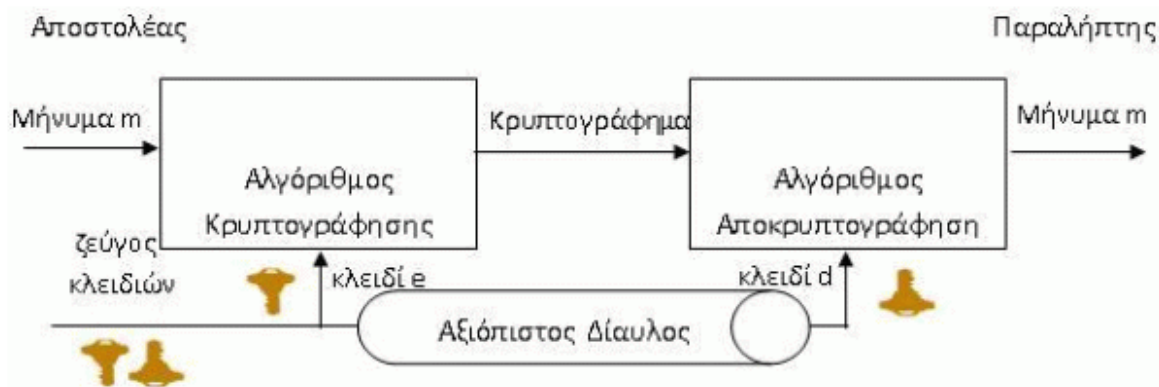 Αποστολέας
Παραλήπτης
Μήνυμα m
Κρυπτογράφημα
Μήνυμα m
Αλγόριθμος
Κρυπτογράφησης
Αλγόριθμος
Αποκρυπτογράφηση
ζεύγος
κλειδιών
κλειδί e
κλειδί d
Αξιόπιστος Δίαυλος